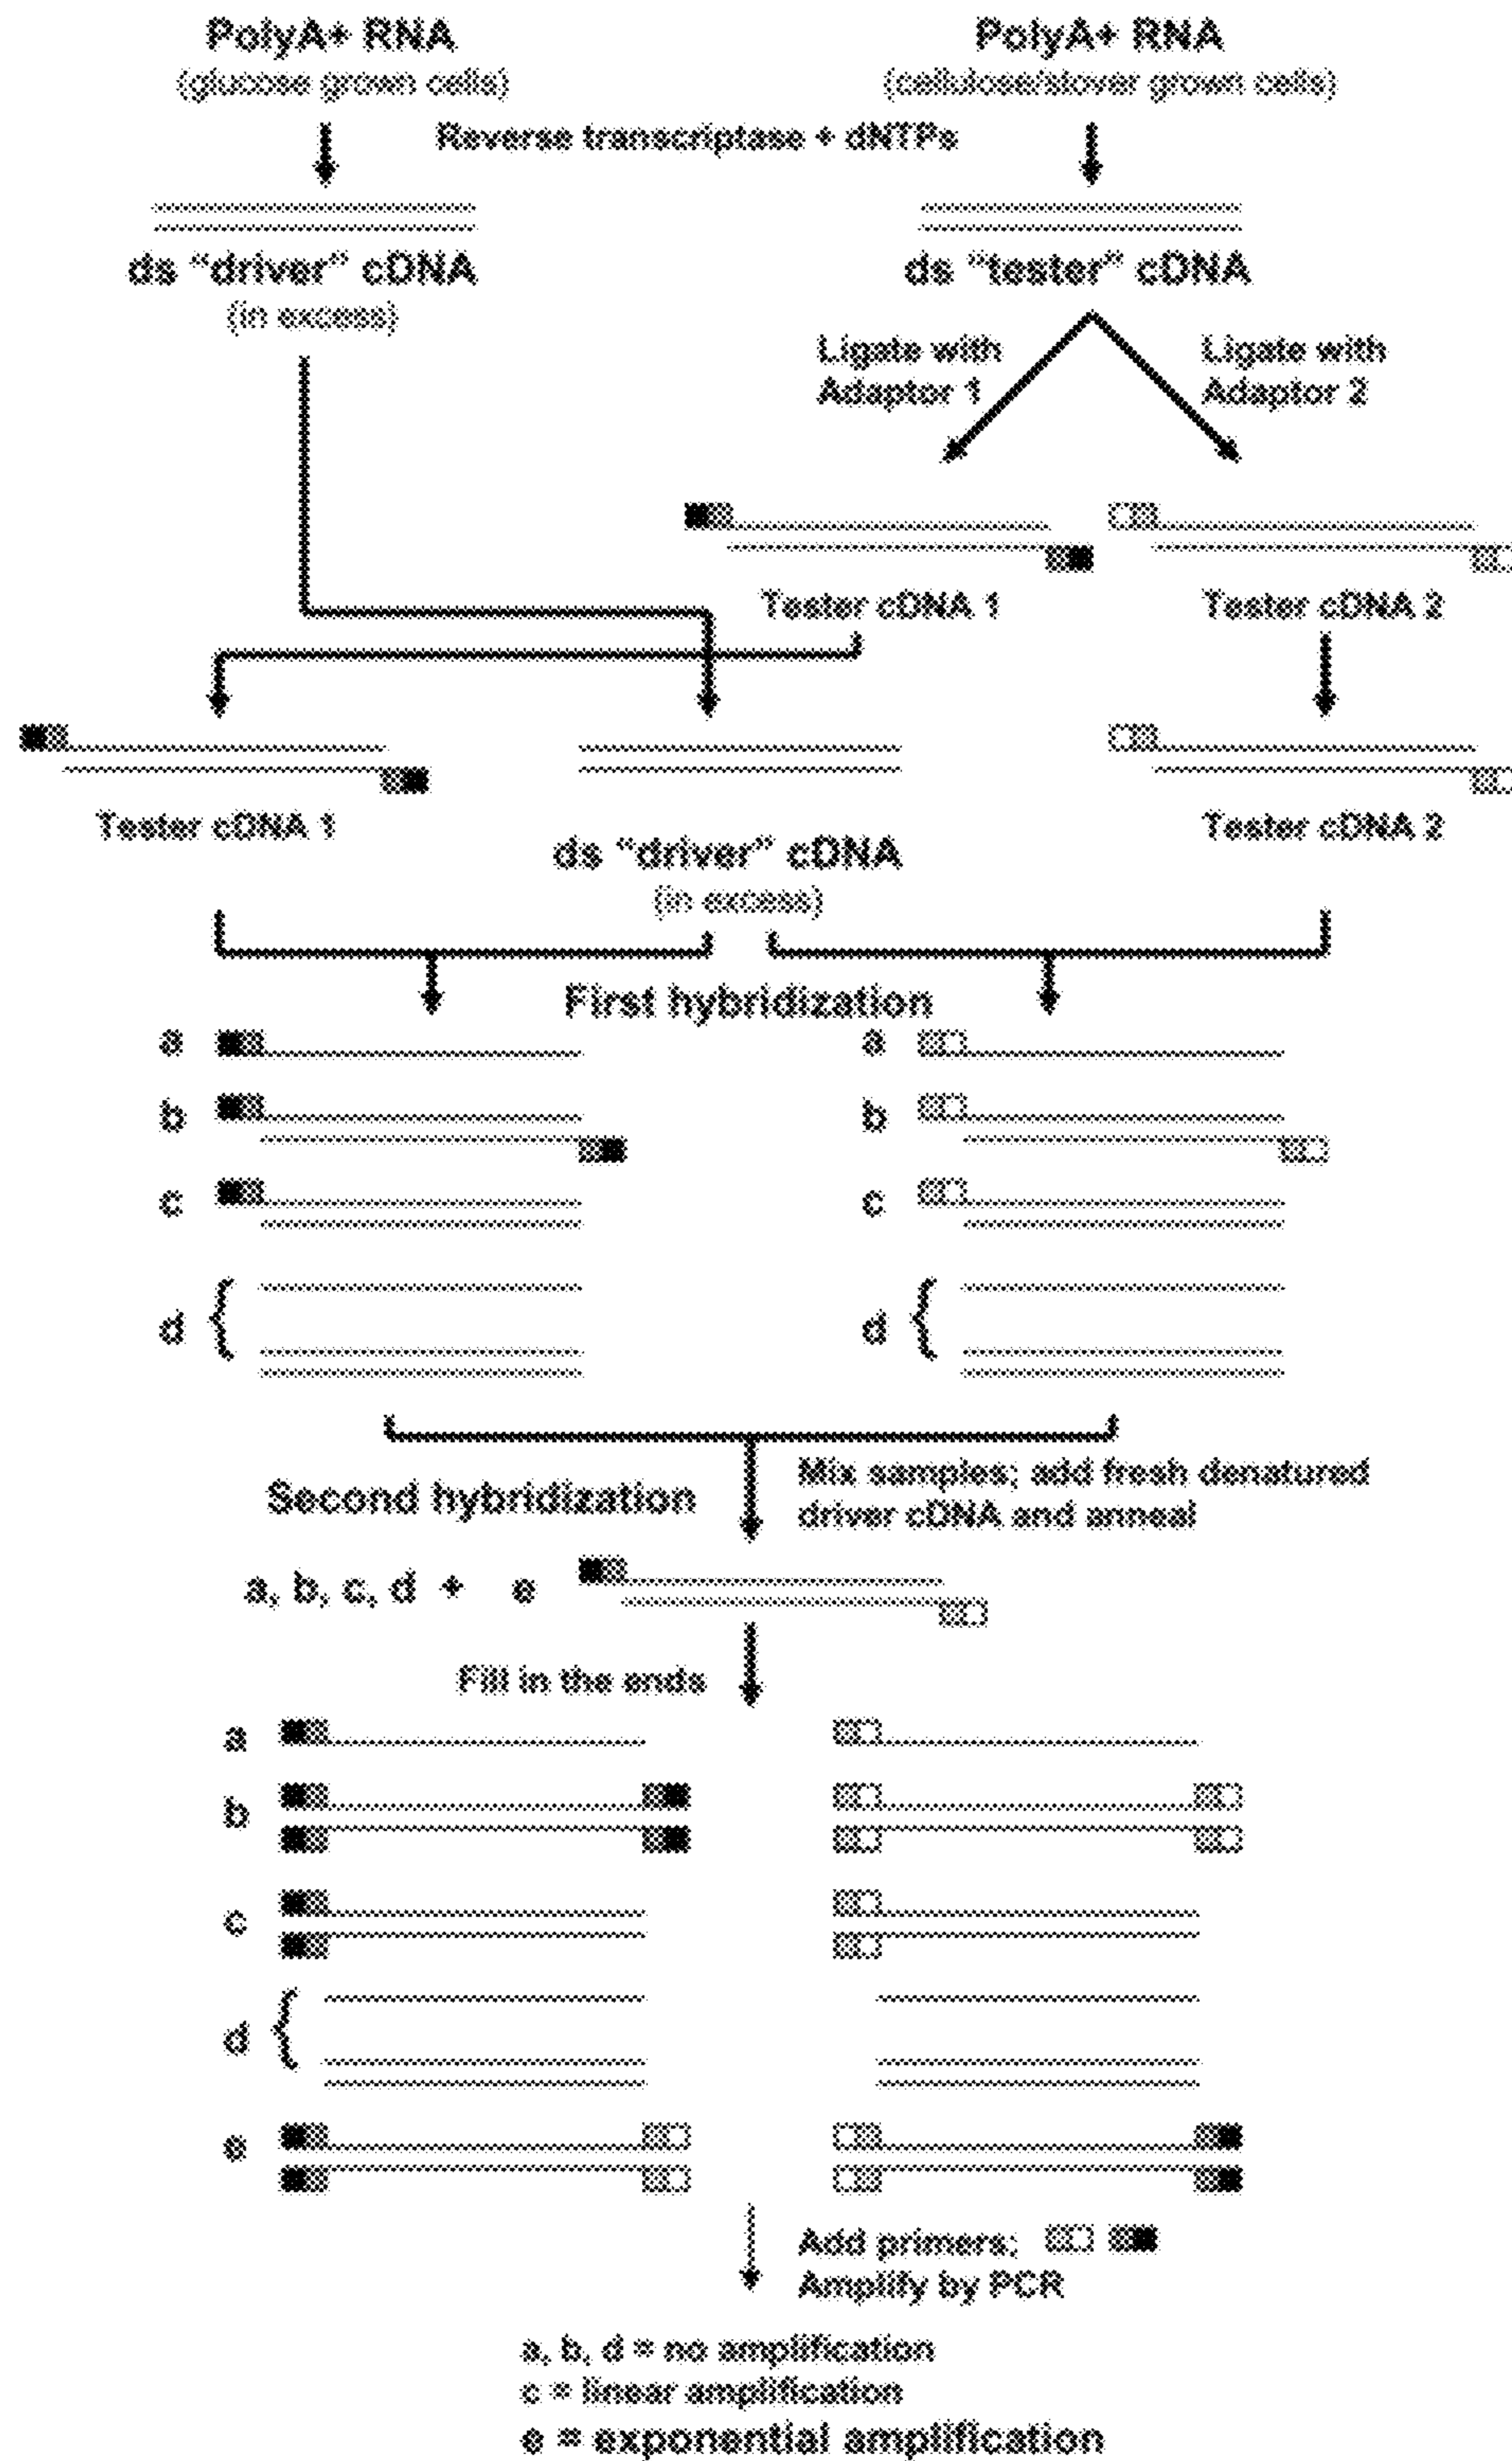 PolyA+ RNA
(glucose grown cells)
PolyA+ RNA
(cellulose/stover grown cells)
Reverse transcriptase + dNTPs
ds “driver” cDNA
(in excess)
ds “tester” cDNA
Ligate with
Adaptor 1
Ligate with
Adaptor 2
Tester cDNA 1
Tester cDNA 2
Tester cDNA 1
ds “driver” cDNA
(in excess)
Tester cDNA 2
First hybridization
a
a
b
b
c
c
d {
d {
Second hybridization
Mix samples; add fresh denatured
driver cDNA and anneal
a, b, c, d + e
Fill in the ends
a
b
c
d {
e
Add primers;
Amplify by PCR
a, b, d = no amplification
c = linear amplification
e = exponential amplification